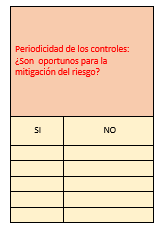 Periodicidad de los controles:
¿Son oportunos para la
mitigación del riesgo?
SI NO